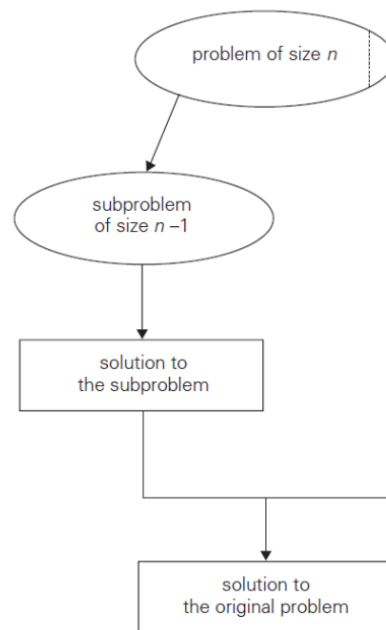 problem of size n
subproblem
of size n –1
solution to
the subproblem
solution to
the original problem